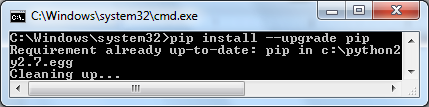 C:\Windows\system32\cmd.exe
C:\Windows\system32>pip install --upgrade pip
Requirement already up-to-date: pip in c:\python2
y2.7.egg
Cleaning up...